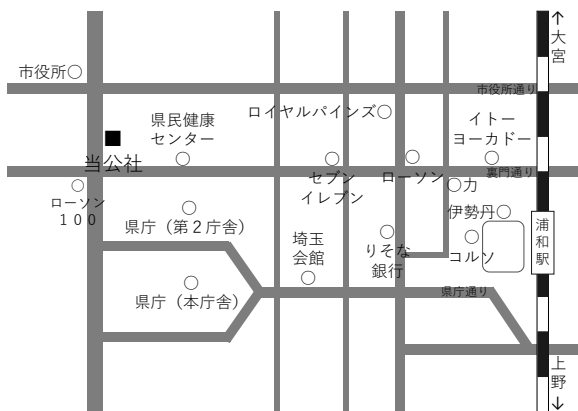 ↑
大
宮
市役所○
市役所通り
ロイヤルパインズ○
県民健康
センター
イトー
ヨーカドー
当公社
セブン
イレブン
ローソン
裏門通り
○力
ローソン
１００
伊勢丹○
県庁（第２庁舎）
埼玉
会館
りそな
銀行
コルソ
浦
和
駅
県庁（本庁舎）
県庁通り
上
野
↓